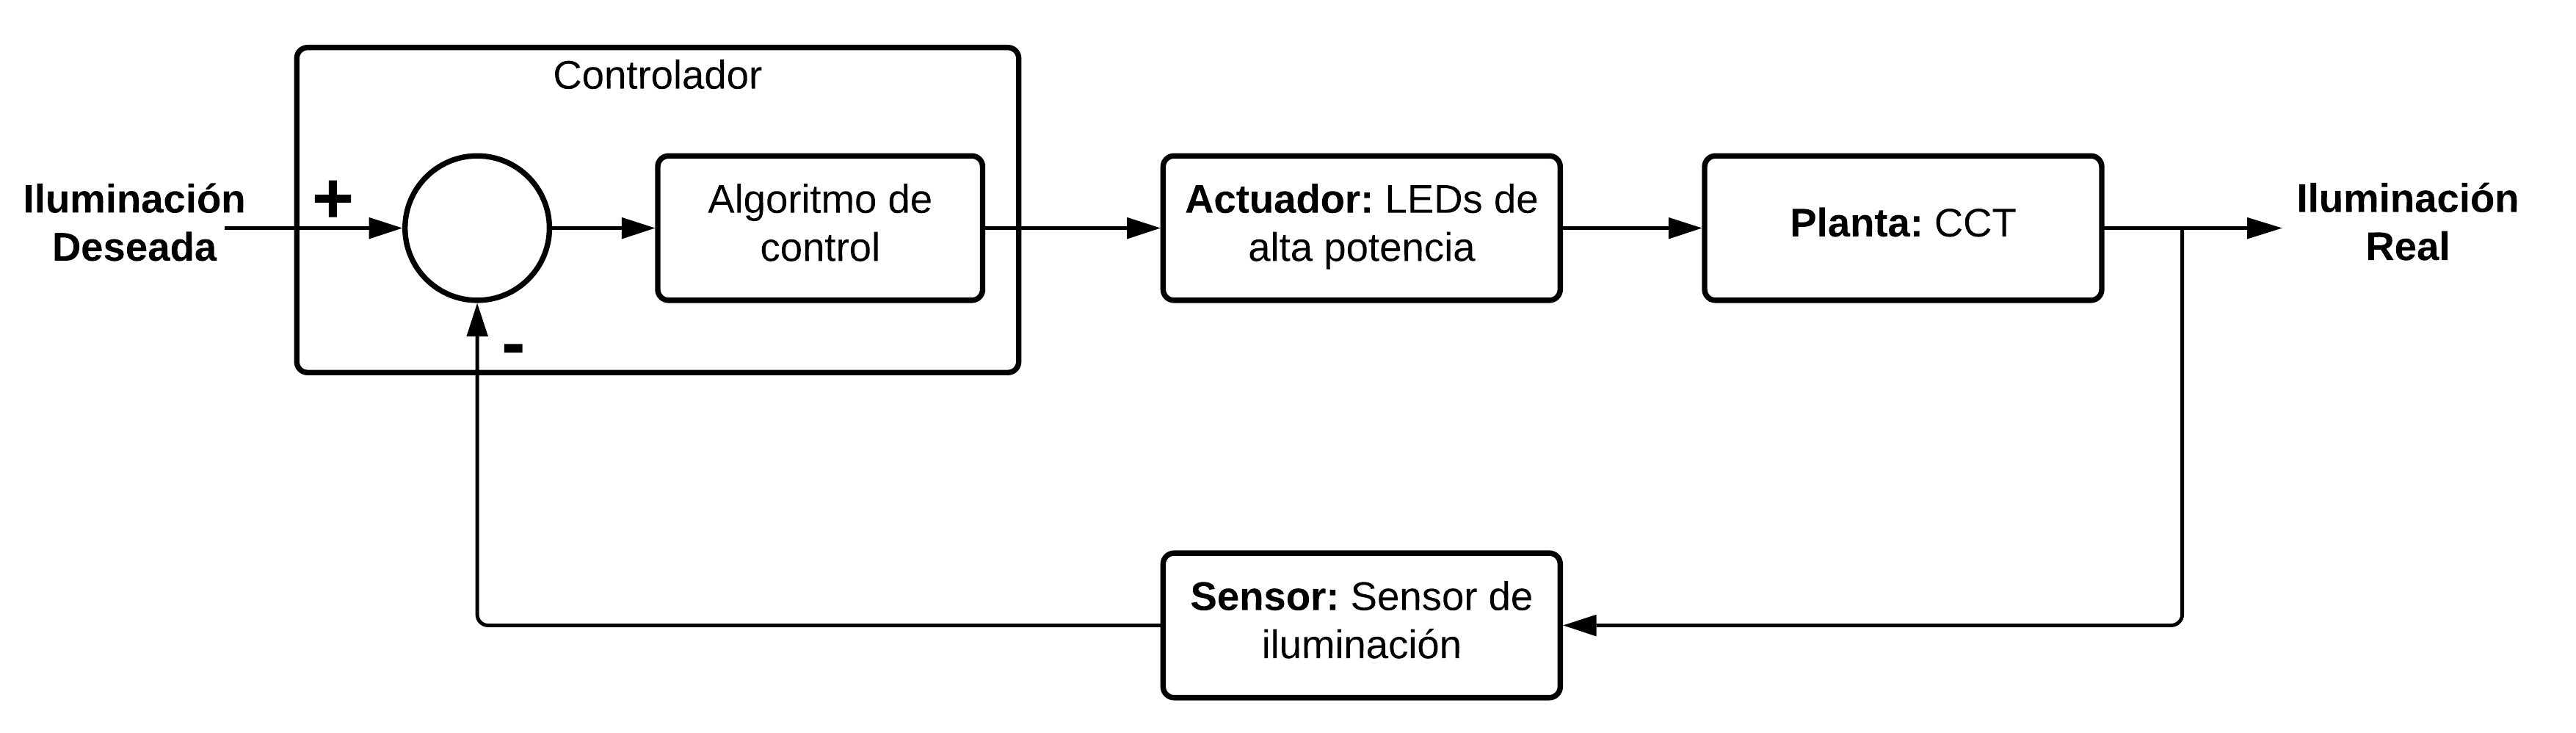 Controlador
Iluminación
Deseada
+
-
Algoritmo de
control
Actuador: LEDs de
alta potencia
Planta: CCT
Iluminación
Real
Sensor: Sensor de
iluminación